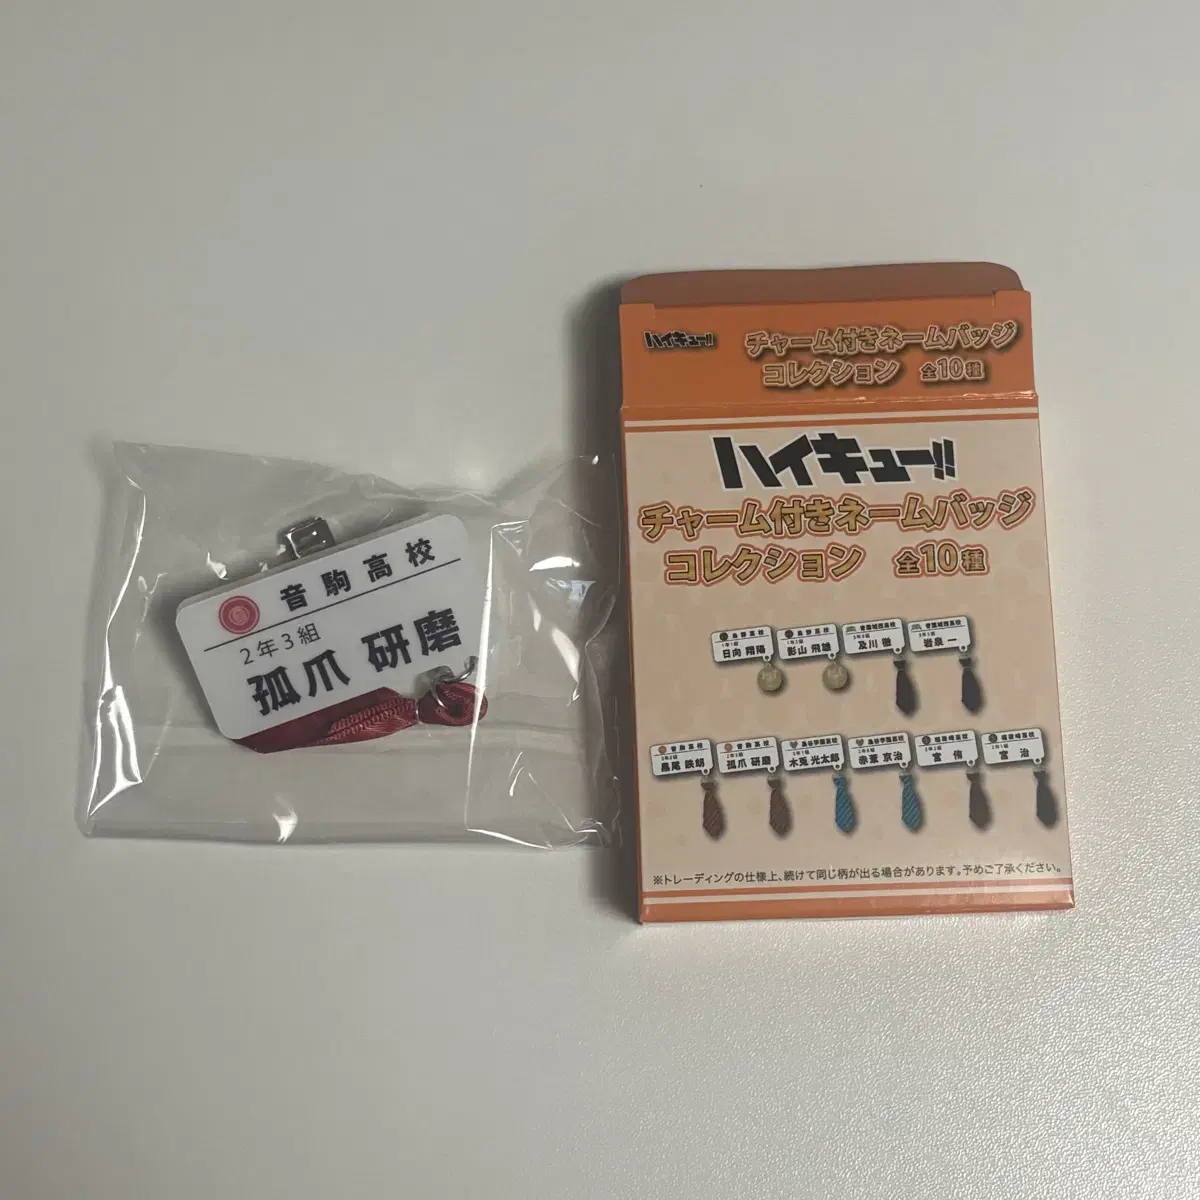 音駒高校
2年3組
孤爪 研磨
ハイキュー!!
チャーム付きネームバッジ
コレクション 全10種
ハイキュー!!
チャーム付きネームバッジ
コレクション 全10種
烏野高校
日向 翔陽
烏野高校
影山 飛雄
青葉城西高校
及川 徹
青葉城西高校
岩泉 一
音駒高校
黒尾 鉄朗
音駒高校
孤爪 研磨
梟谷学園高校
木兎 光太郎
梟谷学園高校
赤葦 京治
稲荷崎高校
宮 侑
稲荷崎高校
宮 治
※トレーディングの仕様上、続けて同じ柄が出る場合があります。予めご了承ください。